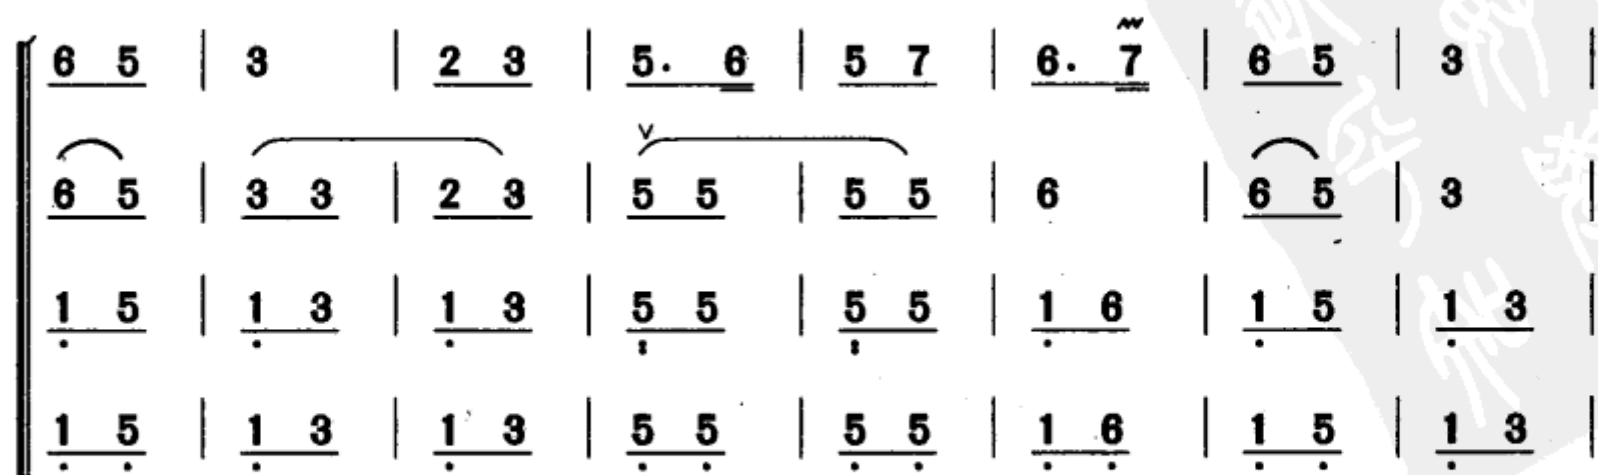 6 5 | 3 | 2 3 | 5. 6 | 5 7 | 6. 7 | 6 5 | 3 |
6 5 | 3 3 | 2 3 | 5 5 | 5 5 | 6 | 6 5 | 3 |
1 5 | 1 3 | 1 3 | 5 5 | 5 5 | 1 6 | 1 5 | 1 3 |
1 5 | 1 3 | 1 3 | 5 5 | 5 5 | 1 6 | 1 5 | 1 3 |